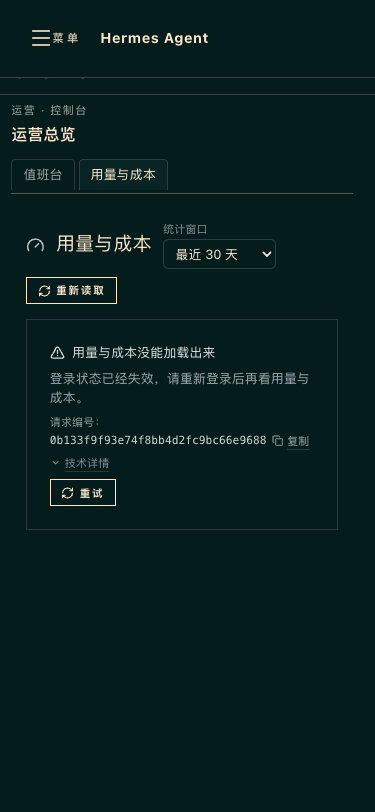 菜单
Hermes Agent
运营 · 控制台
运营总览
值班台
用量与成本
用量与成本
统计窗口
最近 30 天
重新读取
用量与成本没能加载出来
登录状态已经失效，请重新登录后再看用量与
成本。
请求编号：
0b133f9f93e74f8bb4d2fc9bc66e9688 复制
技术详情
重试